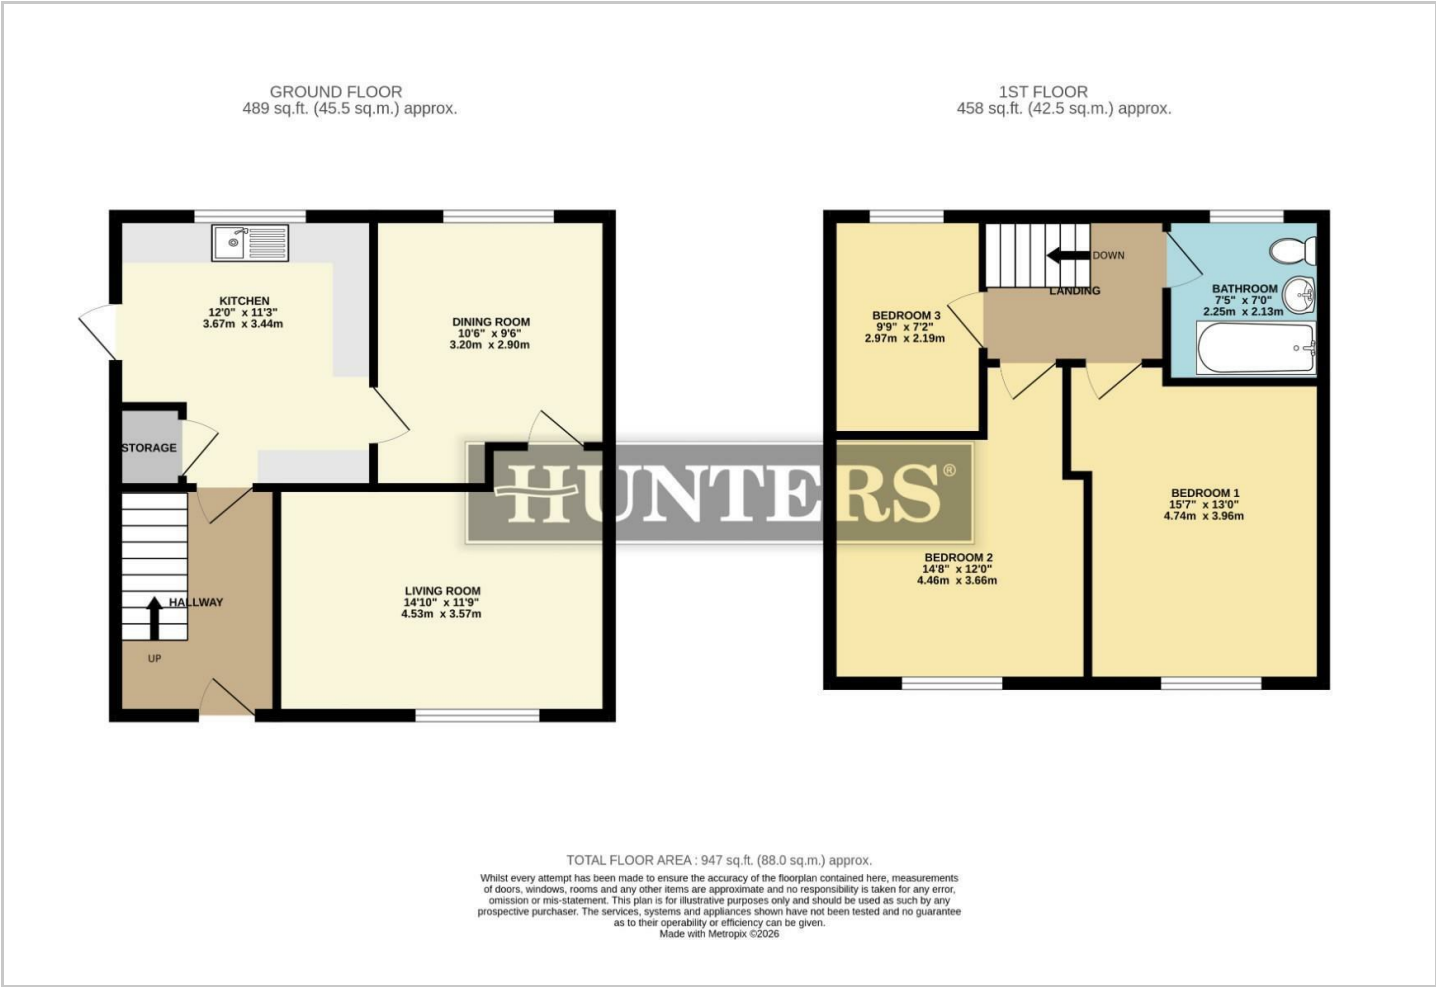 GROUND FLOOR
489 sq.ft. (45.5 sq.m.) approx.
1ST FLOOR
458 sq.ft. (42.5 sq.m.) approx.
KITCHEN
12'0" x 11'3"
3.67m x 3.44m
DINING ROOM
10'6" x 9'6"
3.20m x 2.90m
STORAGE
HALLWAY
UP
LIVING ROOM
14'10" x 11'9"
4.53m x 3.57m
HUNTERS®
DOWN
LANDING
BATHROOM
7'5" x 7'0"
2.25m x 2.13m
BEDROOM 3
9'9" x 7'2"
2.97m x 2.19m
BEDROOM 1
15'7" x 13'0"
4.74m x 3.96m
BEDROOM 2
14'8" x 12'0"
4.46m x 3.66m
TOTAL FLOOR AREA : 947 sq.ft. (88.0 sq.m.) approx.
Whilst every attempt has been made to ensure the accuracy of the floorplan contained here, measurements
of doors, windows, rooms and any other items are approximate and no responsibility is taken for any error,
omission or mis-statement. This plan is for illustrative purposes only and should be used as such by any
prospective purchaser. The services, systems and appliances shown have not been tested and no guarantee
as to their operability or efficiency can be given.
Made with Metropix ©2026